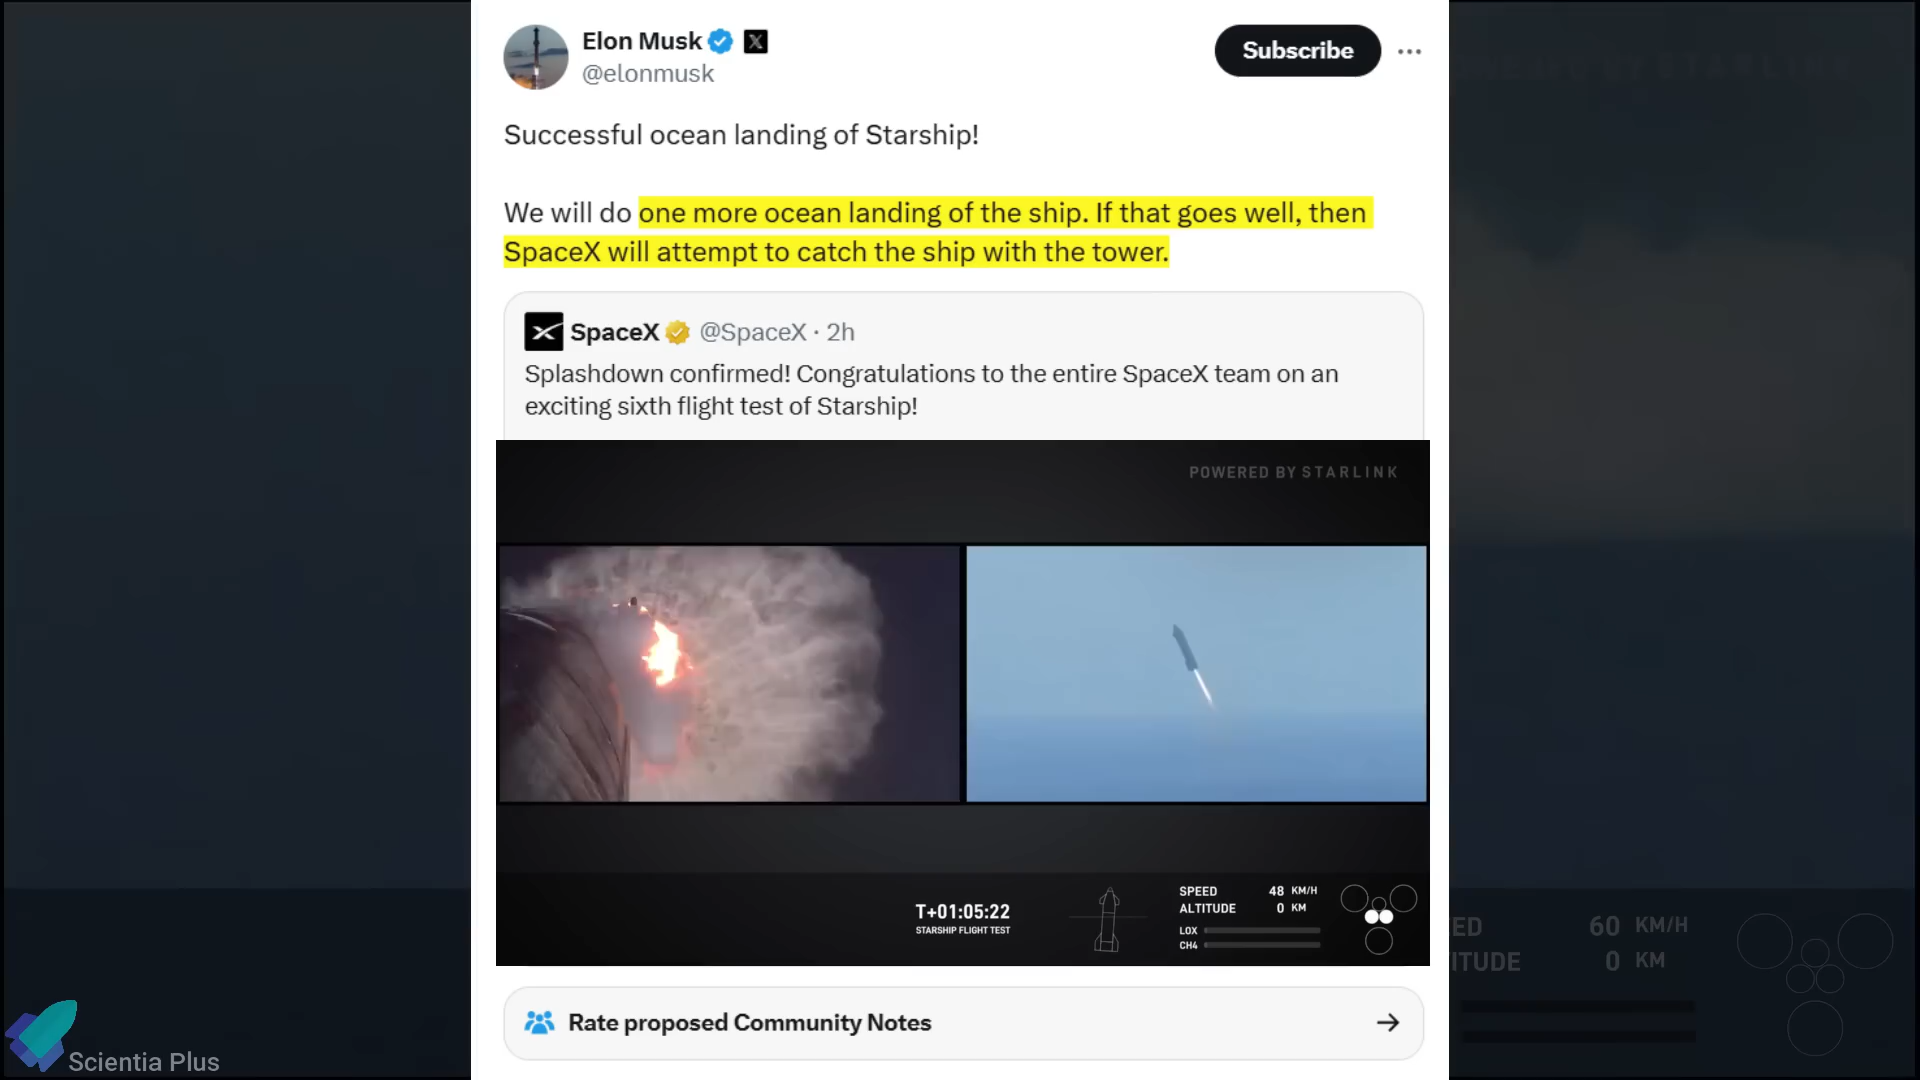 Elon Musk
@elonmusk
Subscribe
Successful ocean landing of Starship!
We will do one more ocean landing of the ship. If that goes well, then
SpaceX will attempt to catch the ship with the tower.
SpaceX @SpaceX · 2h
Splashdown confirmed! Congratulations to the entire SpaceX team on an
exciting sixth flight test of Starship!
POWERED BY STARLINK
T+01:05:22
STARSHIP FLIGHT TEST
SPEED 48 KM/H
ALTITUDE 0 KM
LOX
CH4
Rate proposed Community Notes
ED 60 KM/H
ITUDE 0 KM
Scientia Plus